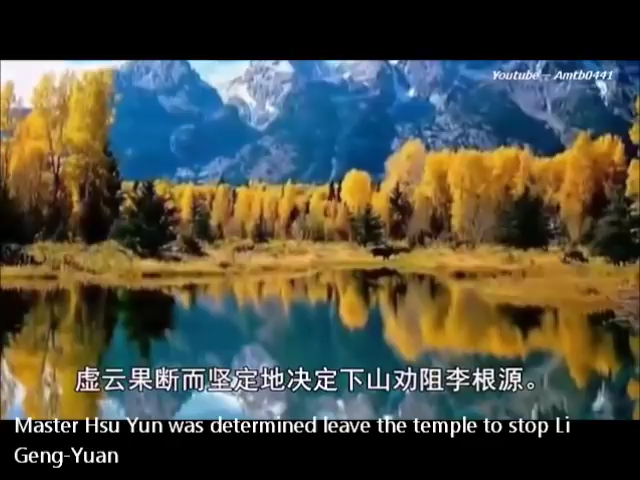 Youtube - Amtb0441
虚云果断而坚定地决定下山劝阻李根源。
Master Hsu Yun was determined leave the temple to stop Li
Geng-Yuan